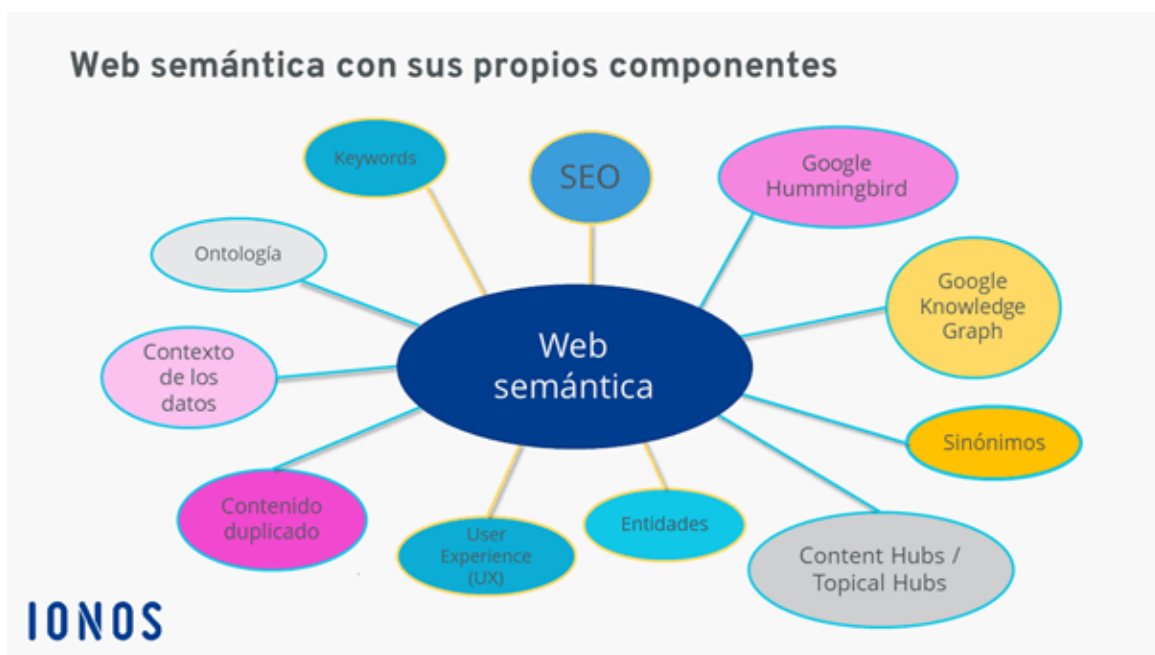 Web semántica con sus propios componentes
Keywords
SEO
Google
Hummingbird
Ontología
Google
Knowledge
Graph
Contexto
de los
datos
Web
semántica
Sinónimos
Contenido
duplicado
User
Experience
(UX)
Entidades
Content Hubs /
Topical Hubs
IONOS